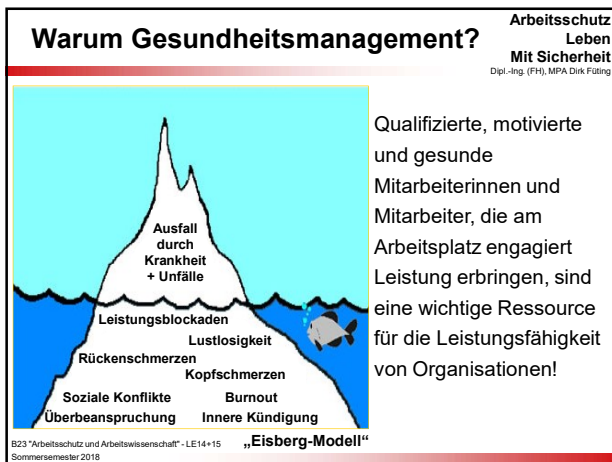 Warum Gesundheitsmanagement?
Arbeitsschutz
Leben
Mit Sicherheit
Dipl.-Ing. (FH), MPA Dirk Füting
Ausfall
durch
Krankheit
+ Unfälle
Leistungsblockaden
Lustlosigkeit
Rückenschmerzen
Kopfschmerzen
Soziale Konflikte Burnout
Überbeanspruchung Innere Kündigung
Qualifizierte, motivierte
und gesunde
Mitarbeiterinnen und
Mitarbeiter, die am
Arbeitsplatz engagiert
Leistung erbringen, sind
eine wichtige Ressource
für die Leistungsfähigkeit
von Organisationen!
„Eisberg-Modell“
B23 "Arbeitsschutz und Arbeitswissenschaft" - LE14+15
Sommersemester 2018